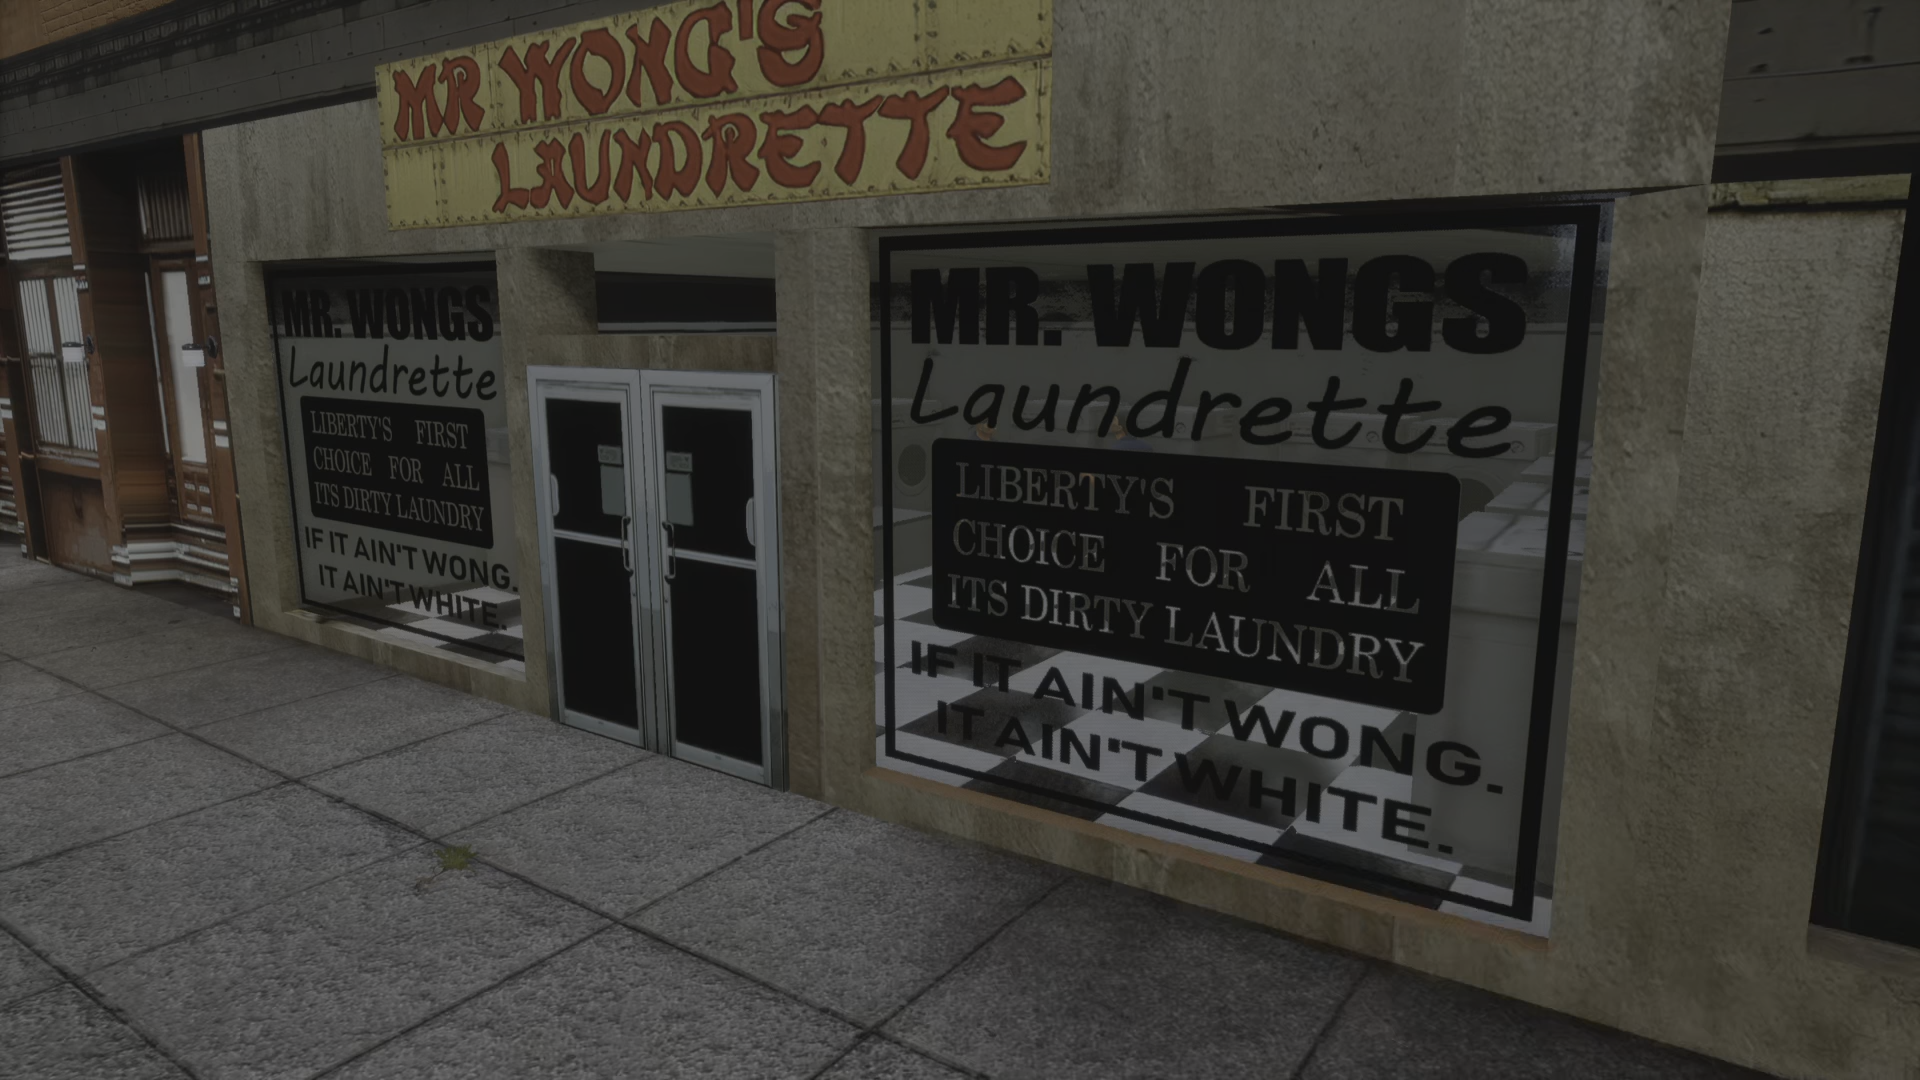 MR WONG'S
LAUNDRETTE
MR. WONGS
Laundrette
LIBERTY'S FIRST
CHOICE FOR ALL
ITS DIRTY LAUNDRY
IF IT AIN'T WONG.
IT AIN'T WHITE.
MR. WONGS
Laundrette
LIBERTY'S FIRST
CHOICE FOR ALL
ITS DIRTY LAUNDRY
IF IT AIN'T WONG.
IT AIN'T WHITE.